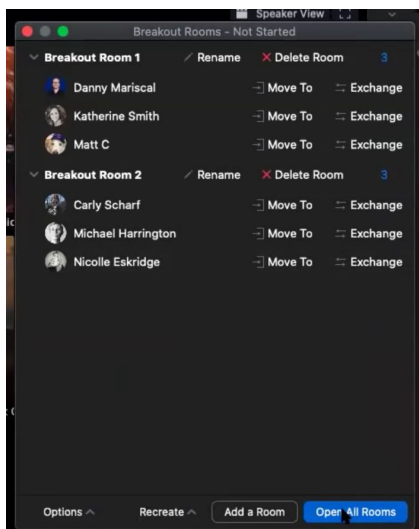 Speaker View
Breakout Rooms - Not Started
Breakout Room 1 Rename Delete Room 3
Danny Mariscal Move To Exchange
Katherine Smith Move To Exchange
Matt C Move To Exchange
Breakout Room 2 Rename Delete Room 3
Carly Scharf Move To Exchange
Michael Harrington Move To Exchange
Nicolle Eskridge Move To Exchange
Options Recreate Add a Room Open All Rooms